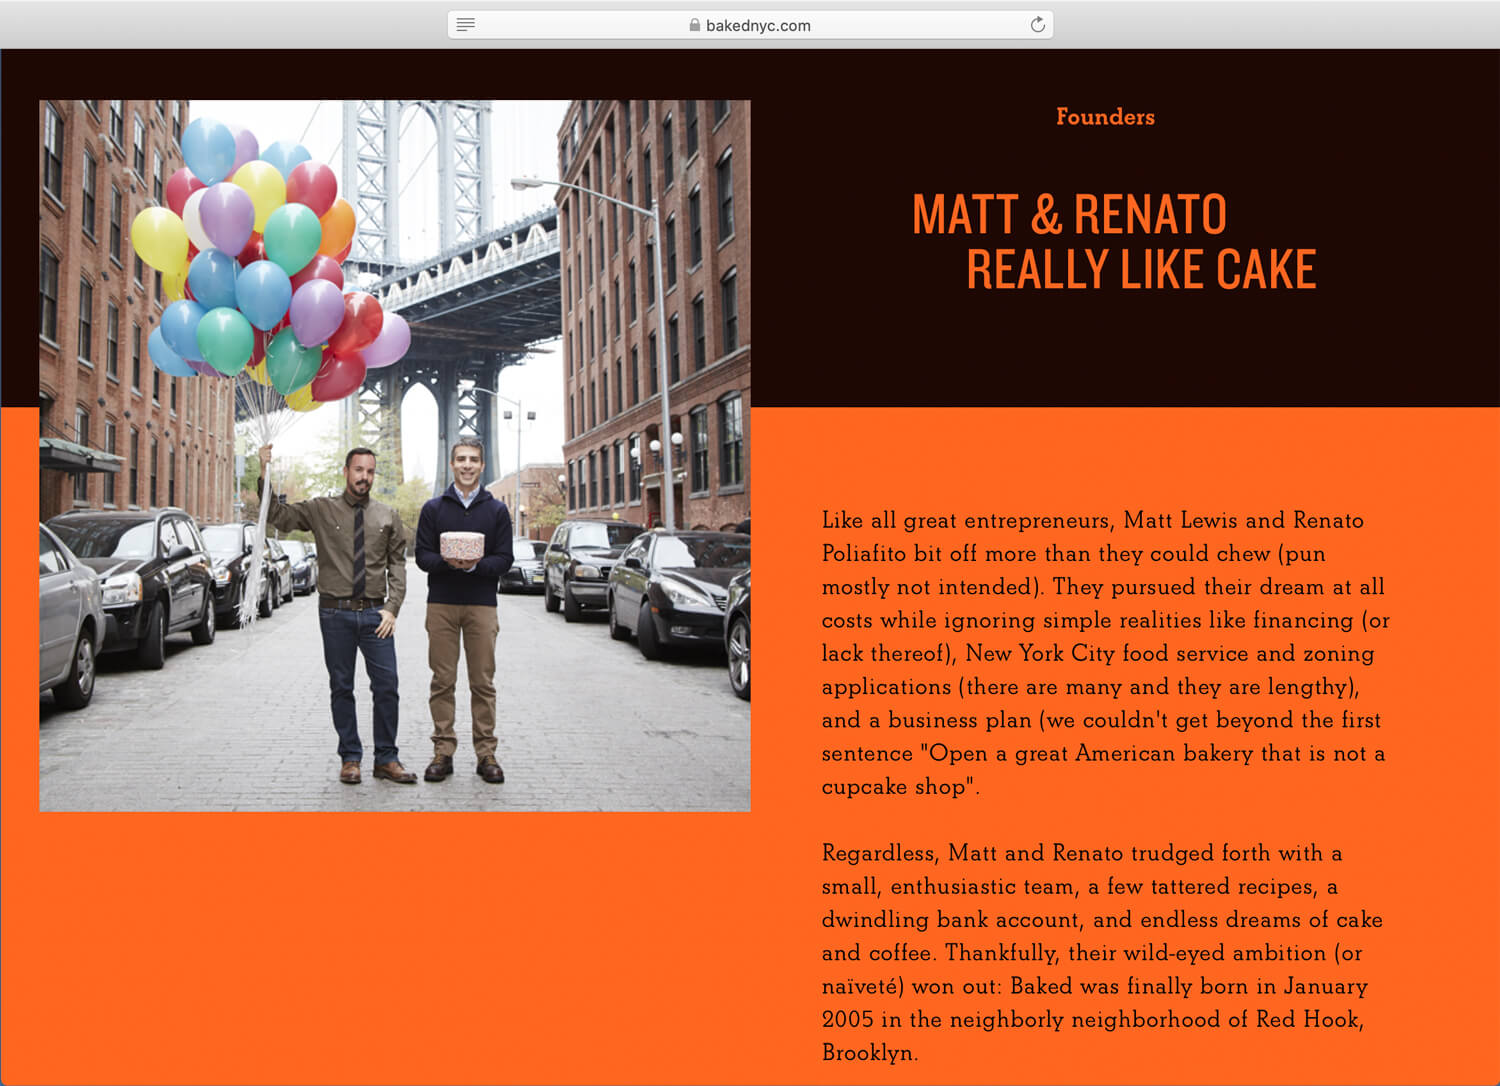 bakednyc.com
Founders
MATT & RENATO
REALLY LIKE CAKE
Like all great entrepreneurs, Matt Lewis and Renato
Poliafito bit off more than they could chew (pun
mostly not intended). They pursued their dream at all
costs while ignoring simple realities like financing (or
lack thereof), New York City food service and zoning
applications (there are many and they are lengthy),
and a business plan (we couldn't get beyond the first
sentence "Open a great American bakery that is not a
cupcake shop".
Regardless, Matt and Renato trudged forth with a
small, enthusiastic team, a few tattered recipes, a
dwindling bank account, and endless dreams of cake
and coffee. Thankfully, their wild-eyed ambition (or
naïveté) won out: Baked was finally born in January
2005 in the neighborly neighborhood of Red Hook,
Brooklyn.